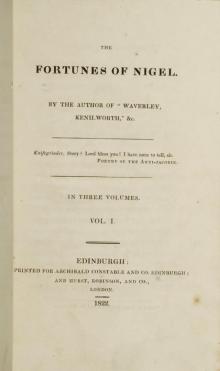 THE
FORTUNES OF NIGEL.
BY THE AUTHOR OF " WAVERLEY,
KENILWORTH," &c.
Knifegrinder. Story? Lord bless you! I have none to tell, sir.
POETRY OF THE ANTI-JACOBIN.
IN THREE VOLUMES.
VOL. I.
EDINBURGH:
PRINTED FOR ARCHIBALD CONSTABLE AND CO. EDINBURGH;
AND HURST, ROBINSON, AND CO.,
LONDON.
1822.